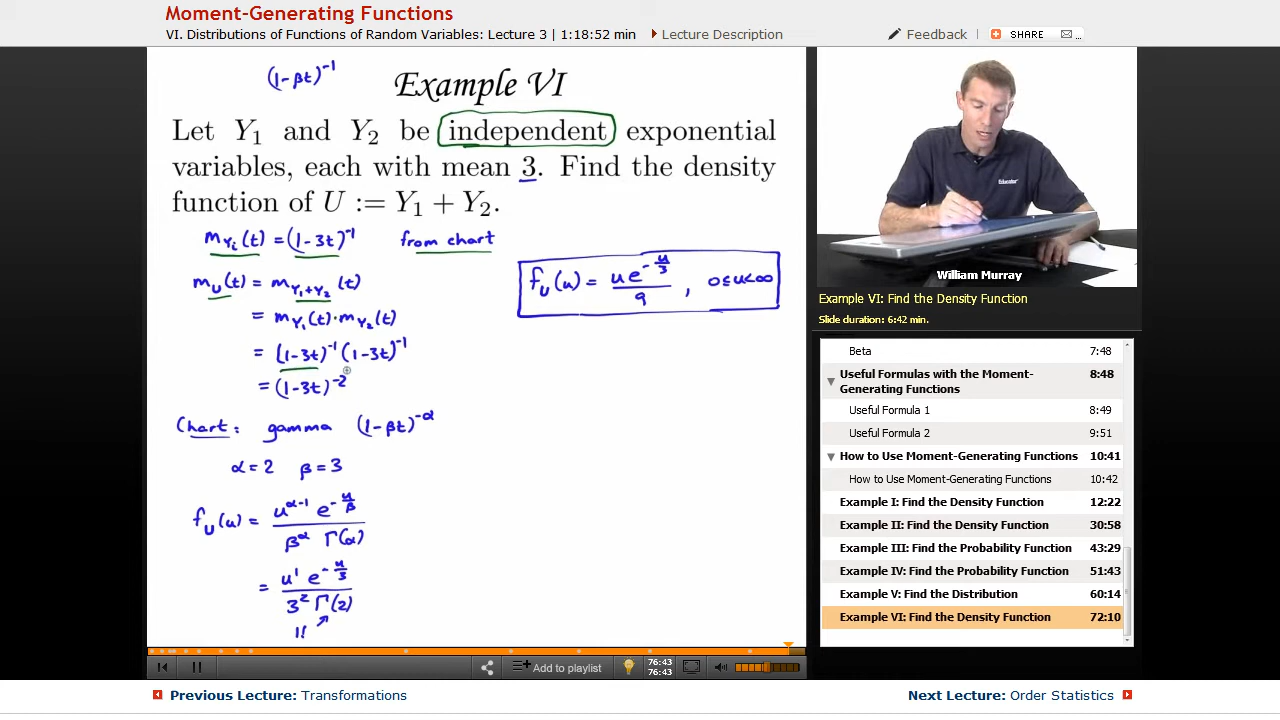 Moment-Generating Functions
VI. Distributions of Functions of Random Variables: Lecture 3 | 1:18:52 min
Lecture Description
Feedback
SHARE
(1-βt)^-1
Example VI
Let Y1 and Y2 be independent exponential
variables, each with mean 3. Find the density
function of U := Y1 + Y2.
m_Yi(t) = (1-3t)^-1 from chart
m_U(t) = m_Y1+Y2 (t)
= m_Y1(t)·m_Y2(t)
= (1-3t)^-1 (1-3t)^-1
= (1-3t)^-2
Chart: gamma (1-βt)^-α
α=2 β=3
f_U(u) = u^α-1 e^-u/β / β^α Γ(α)
= u^1 e^-u/3 / 3^2 Γ(2)
1!
f_U(u) = u e^-u/3 / 9 , 0≤u<∞
Educator
William Murray
Example VI: Find the Density Function
Slide duration: 6:42 min.
Beta 7:48
Useful Formulas with the Moment-
Generating Functions 8:48
Useful Formula 1 8:49
Useful Formula 2 9:51
How to Use Moment-Generating Functions 10:41
How to Use Moment-Generating Functions 10:42
Example I: Find the Density Function 12:22
Example II: Find the Density Function 30:58
Example III: Find the Probability Function 43:29
Example IV: Find the Probability Function 51:43
Example V: Find the Distribution 60:14
Example VI: Find the Density Function 72:10
Add to playlist
76:43
76:43
Previous Lecture: Transformations
Next Lecture: Order Statistics